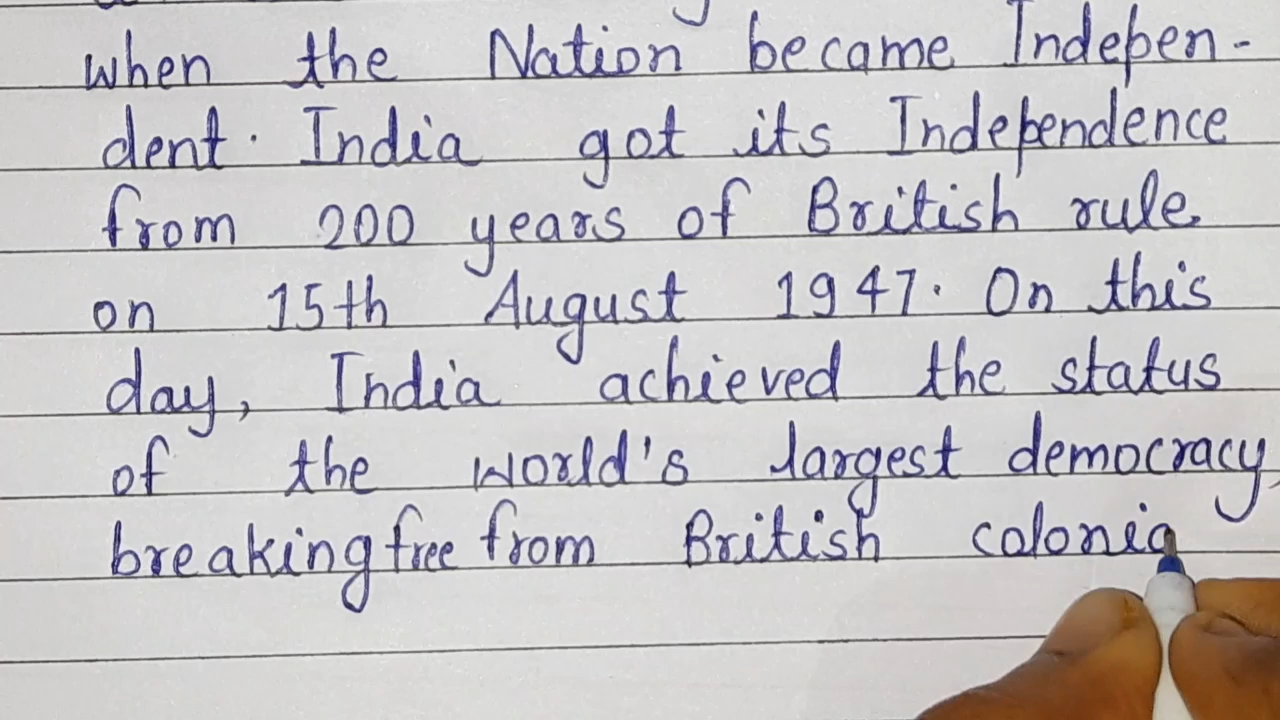 when the Nation became Indepen-
dent. India got its Independence
from 200 years of British rule
on 15th August 1947. On this
day, India achieved the status
of the world's largest democracy,
breaking free from British colonia